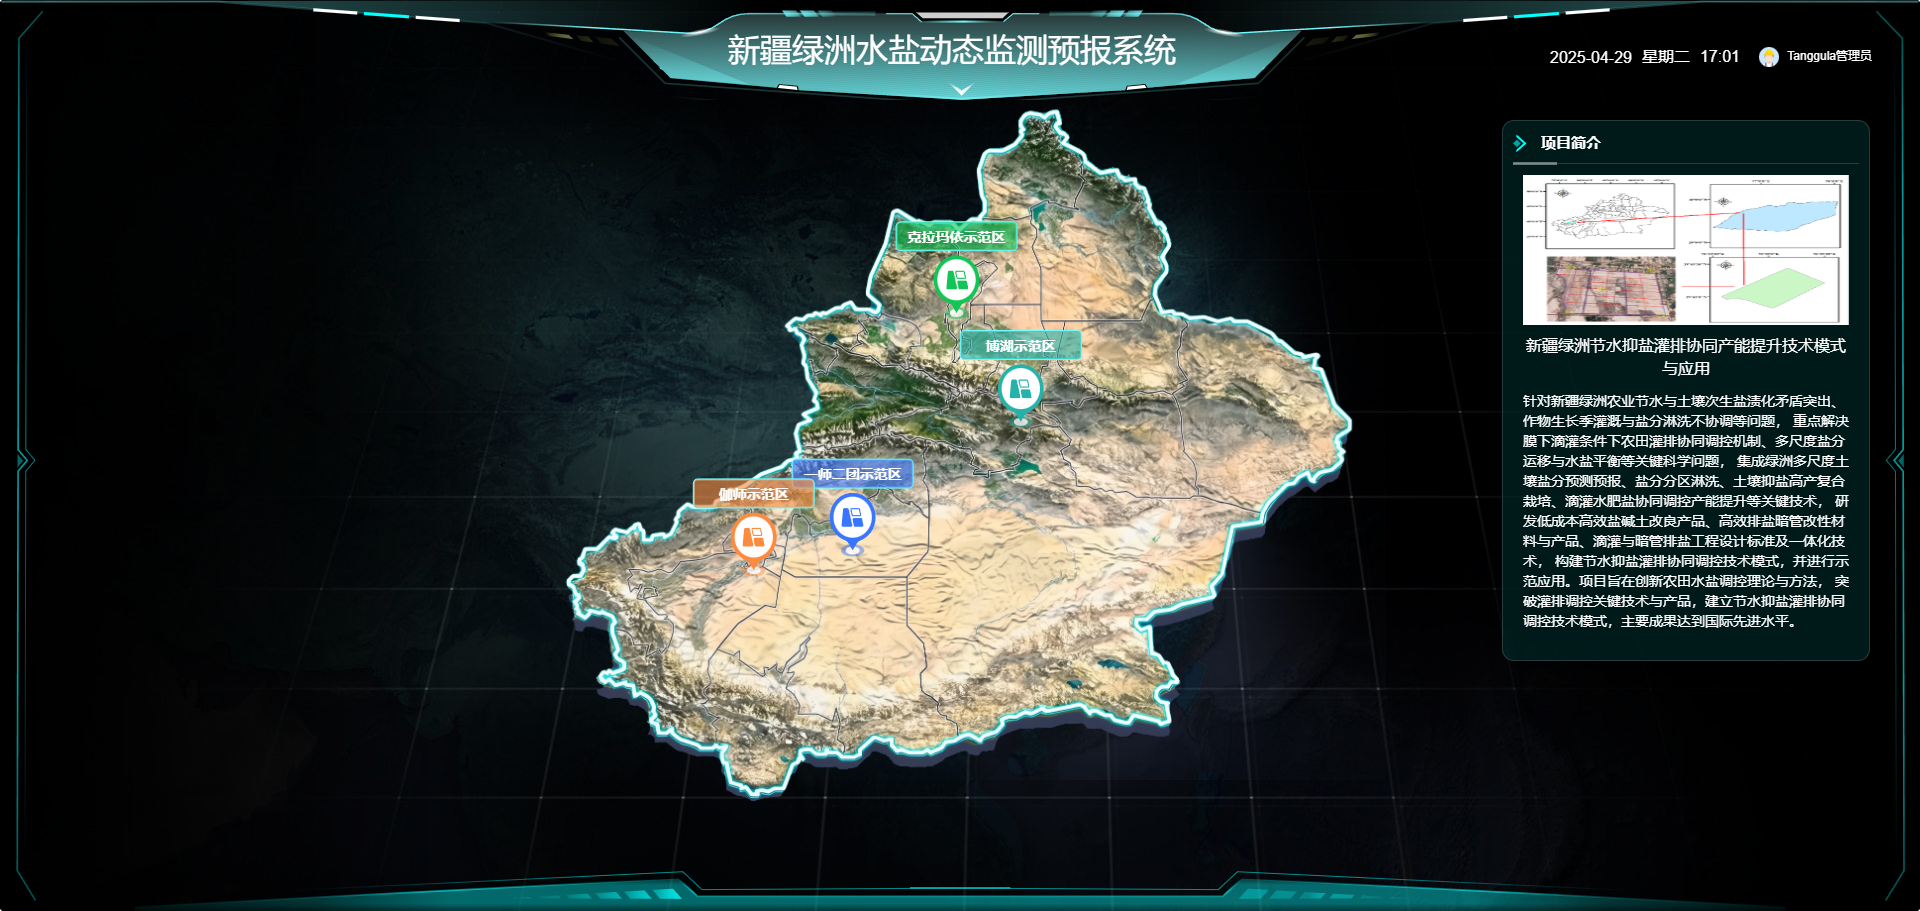 新疆绿洲水盐动态监测预报系统
2025-04-29 星期二 17:01 Tanggula管理员
克拉玛依示范区
博湖示范区
一师二团示范区
伽师示范区
项目简介
新疆绿洲节水抑盐灌排协同产能提升技术模式
与应用
针对新疆绿洲农业节水与土壤次生盐渍化矛盾突出、
作物生长季灌溉与盐分淋洗不协调等问题， 重点解决
膜下滴灌条件下农田灌排协同调控机制、多尺度盐分
运移与水盐平衡等关键科学问题， 集成绿洲多尺度土
壤盐分预测预报、盐分分区淋洗、土壤抑盐高产复合
栽培、滴灌水肥盐协同调控产能提升等关键技术， 研
发低成本高效盐碱土改良产品、高效排盐暗管改性材
料与产品、滴灌与暗管排盐工程设计标准及一体化技
术， 构建节水抑盐灌排协同调控技术模式，并进行示
范应用。项目旨在创新农田水盐调控理论与方法， 突
破灌排调控关键技术与产品，建立节水抑盐灌排协同
调控技术模式，主要成果达到国际先进水平。